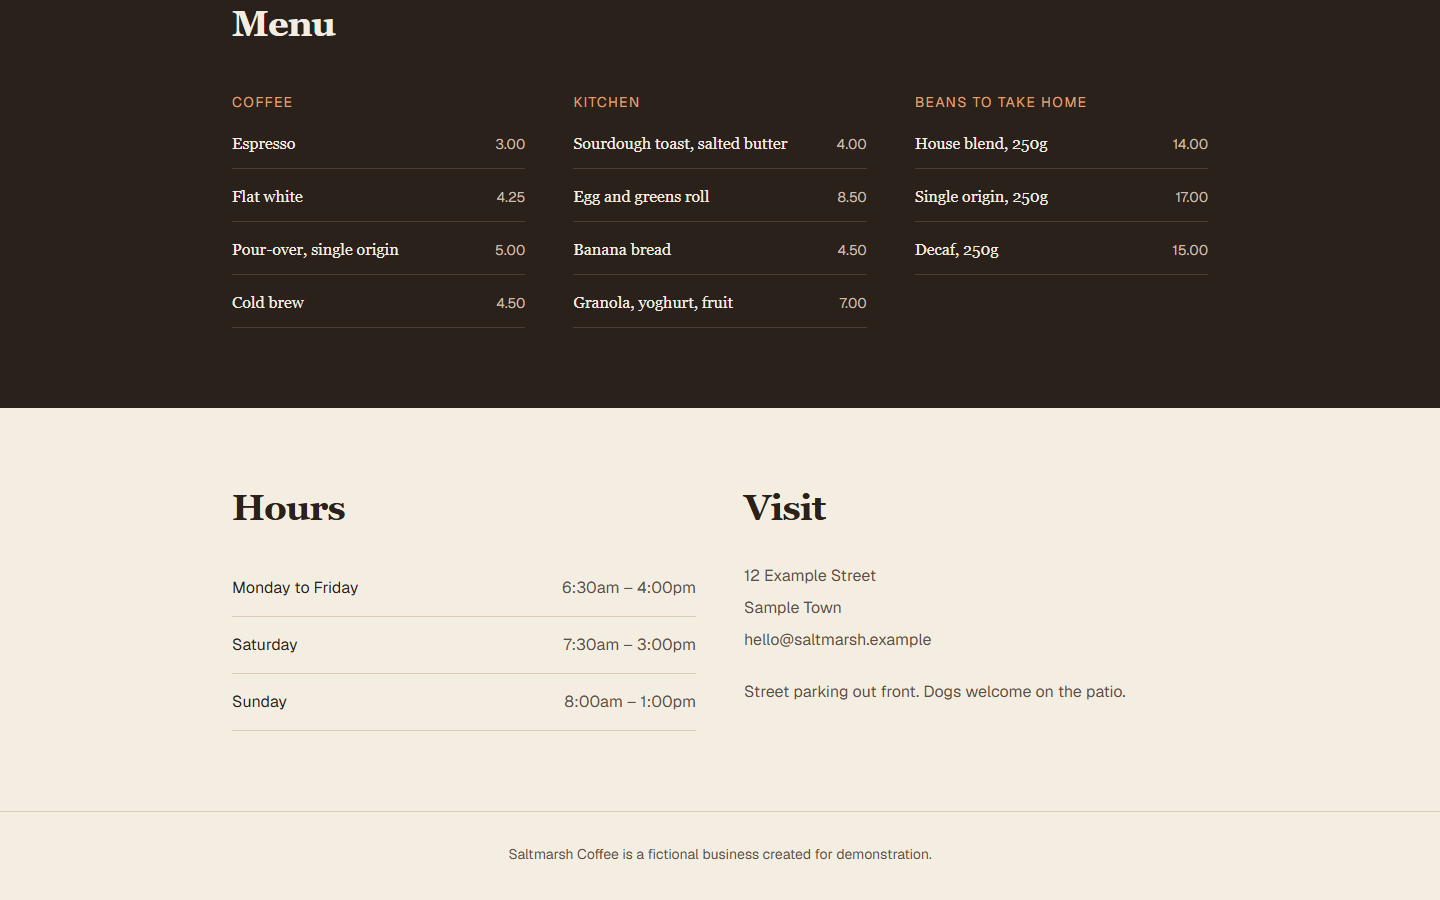 Menu
COFFEE
Espresso 3.00
Flat white 4.25
Pour-over, single origin 5.00
Cold brew 4.50
KITCHEN
Sourdough toast, salted butter 4.00
Egg and greens roll 8.50
Banana bread 4.50
Granola, yoghurt, fruit 7.00
BEANS TO TAKE HOME
House blend, 250g 14.00
Single origin, 250g 17.00
Decaf, 250g 15.00
Hours
Monday to Friday 6:30am – 4:00pm
Saturday 7:30am – 3:00pm
Sunday 8:00am – 1:00pm
Visit
12 Example Street
Sample Town
hello@saltmarsh.example
Street parking out front. Dogs welcome on the patio.
Saltmarsh Coffee is a fictional business created for demonstration.